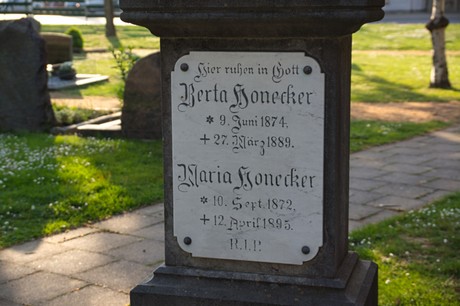 Hier ruhen in Gott
Berta Honecker
* 9. Juni 1874.
+ 27. März 1889.
Maria Honecker
* 10. Sept. 1872.
+ 12. April 1895.
R.I.P.